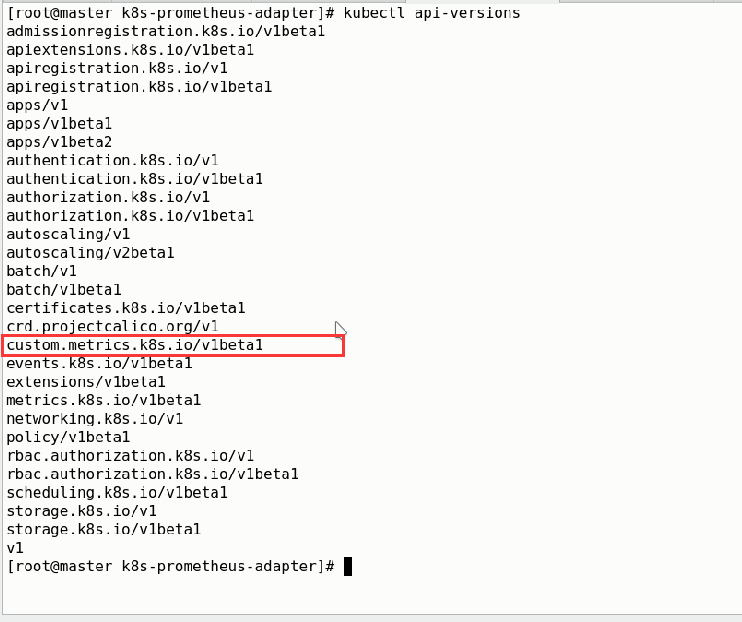 [root@master k8s-prometheus-adapter]# kubectl api-versions
admissionregistration.k8s.io/v1beta1
apiextensions.k8s.io/v1beta1
apiregistration.k8s.io/v1
apiregistration.k8s.io/v1beta1
apps/v1
apps/v1beta1
apps/v1beta2
authentication.k8s.io/v1
authentication.k8s.io/v1beta1
authorization.k8s.io/v1
authorization.k8s.io/v1beta1
autoscaling/v1
autoscaling/v2beta1
batch/v1
batch/v1beta1
certificates.k8s.io/v1beta1
crd.projectcalico.org/v1
custom.metrics.k8s.io/v1beta1
events.k8s.io/v1beta1
extensions/v1beta1
metrics.k8s.io/v1beta1
networking.k8s.io/v1
policy/v1beta1
rbac.authorization.k8s.io/v1
rbac.authorization.k8s.io/v1beta1
scheduling.k8s.io/v1beta1
storage.k8s.io/v1
storage.k8s.io/v1beta1
v1
[root@master k8s-prometheus-adapter]#